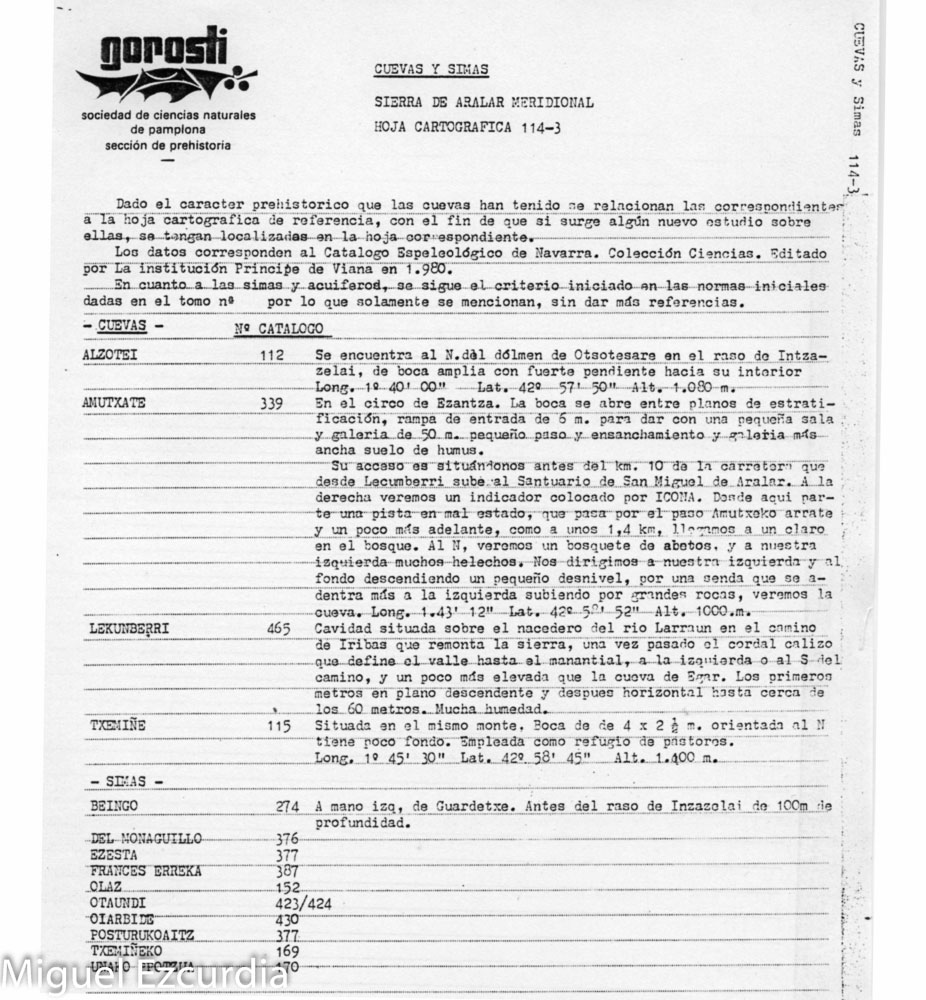 gorosti
sociedad de ciencias naturales
de pamplona
sección de prehistoria
CUEVAS Y SIMAS
SIERRA DE ARALAR MERIDIONAL
HOJA CARTOGRAFICA 114-3
CUEVAS y Simas 114-3
Dado el caracter prehistorico que las cuevas han tenido se relacionan las correspondientes
a la hoja cartografica de referencia, con el fin de que si surge algún nuevo estudio sobre
ellas, se tengan localizadas en la hoja correspondiente.
Los datos corresponden al Catalogo Espeleológico de Navarra. Colección Ciencias. Editado
por La institución Principe de Viana en 1.980.
En cuanto a las simas y acuiferos, se sigue el criterio iniciado en las normas iniciales
dadas en el tomo nº por lo que solamente se mencionan, sin dar más referencias.
- CUEVAS - Nº CATALOGO
ALZOTEI 112 Se encuentra al N.dàl dólmen de Otsotesare en el raso de Intza-
zelai, de boca amplia con fuerte pendiente hacia su interior
Long. 1º 40' 00" Lat. 42º 57' 50" Alt. 1.080 m.
AMUTXATE 339 En el circo de Ezantza. La boca se abre entre planos de estrati-
ficación, rampa de entrada de 6 m. para dar con una pequeña sala
y galeria de 50 m. pequeño paso y ensanchamiento y galeria más
ancha suelo de humus.
Su acceso es situándonos antes del km. 10 de la carretera que
desde Lecumberri sube al Santuario de San Miguel de Aralar. A la
derecha veremos un indicador colocado por ICONA. Desde aqui par-
te una pista en mal estado, que pasa por el paso Amutxeko arrate
y un poco más adelante, como a unos 1,4 km, llegamos a un claro
en el bosque. Al N, veremos un bosquete de abetos, y a nuestra
izquierda muchos helechos. Nos dirigimos a nuestra izquierda y al
fondo descendiendo un pequeño desnivel, por una senda que se a-
dentra más a la izquierda subiendo por grandes rocas, veremos la
cueva. Long. 1.43' 12" Lat. 42º 52" Alt. 1000.m.
LEKUNBERRI 465 Cavidad situada sobre el nacedero del rio Larraun en el camino
de Iribas que remonta la sierra, una vez pasado el cordal calizo
que define el valle hasta el manantial, a la izquierda o al S del
camino, y un poco más elevada que la cueva de Egar. Los primeros
metros en plano descendente y despues horizontal hasta cerca de
los 60 metros. Mucha humedad.
TXEMIÑE 115 Situada en el mismo monte. Boca de de 4 x 2 ½ m. orientada al N
tiene poco fondo. Empleada como refugio de pastores.
Long. 1º 45' 30" Lat. 42º 58' 45" Alt. 1.400 m.
- SIMAS -
BEINGO 274 A mano izq, de Guardetxe. Antes del raso de Inzazelai de 100m de
profundidad.
DEL MONAGUILLO 376
EZESTA 377
FRANCES ERREKA 387
OLAZ 152
OTAUNDI 423/424
OIARBIDE 430
POSTURUKOAITZ 377
TXEMIÑEKO 169
170
Miguel Ezcurdia